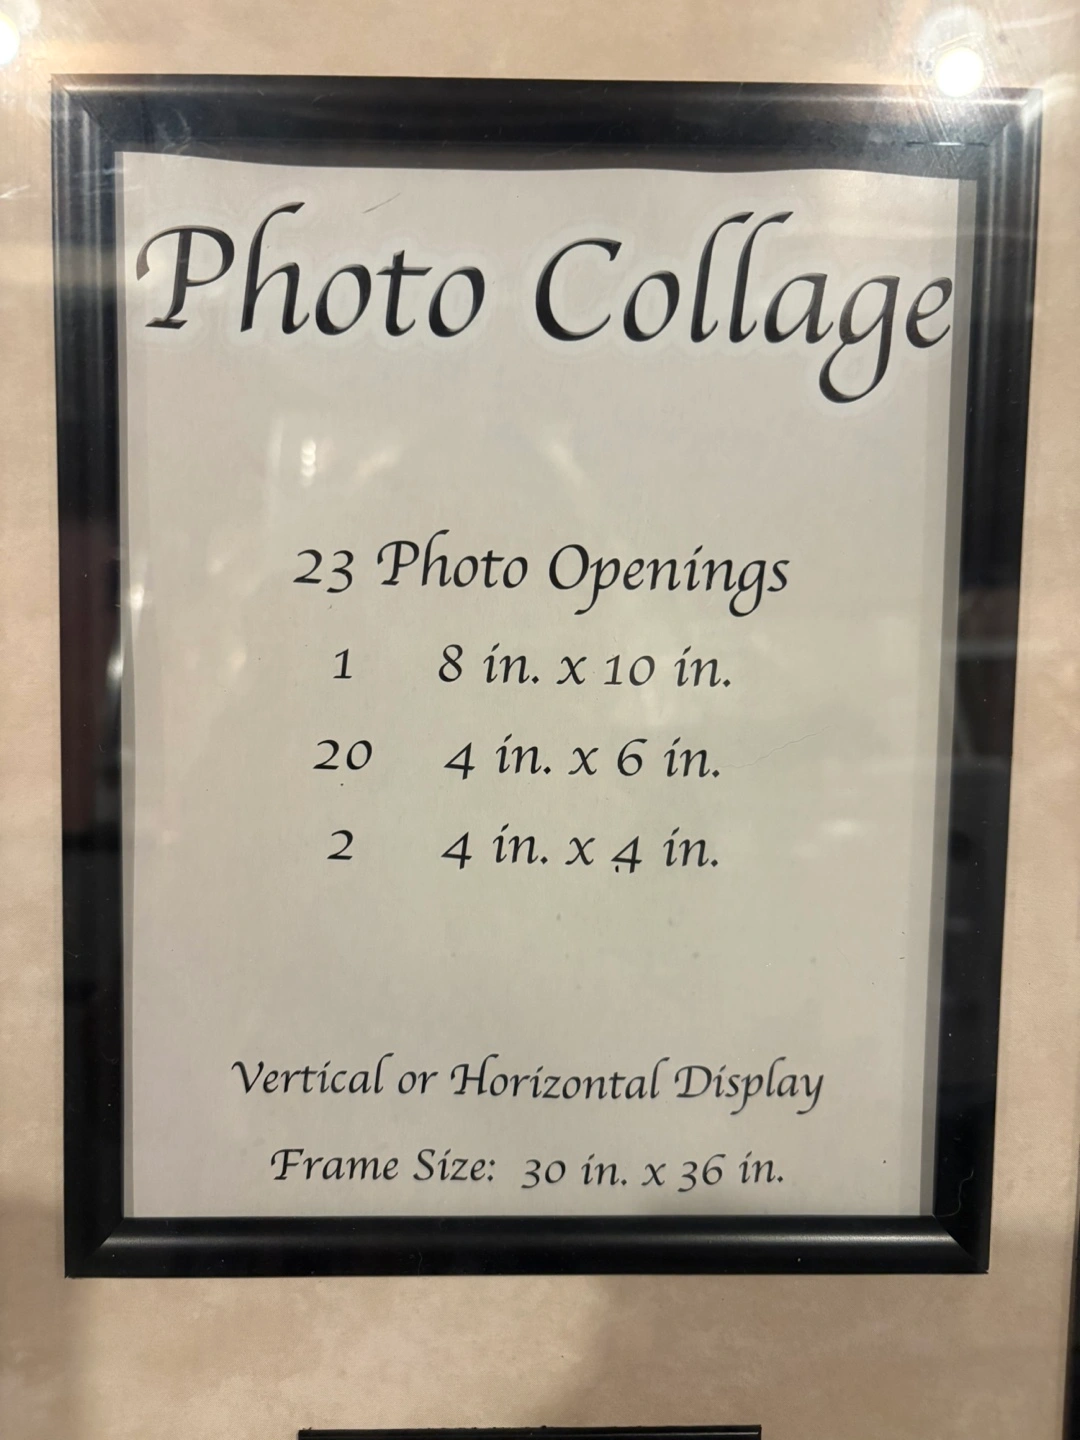 Photo Collage
23 Photo Openings
1 8 in. x 10 in.
20 4 in. x 6 in.
2 4 in. x 4 in.
Vertical or Horizontal Display
Frame Size: 30 in. x 36 in.